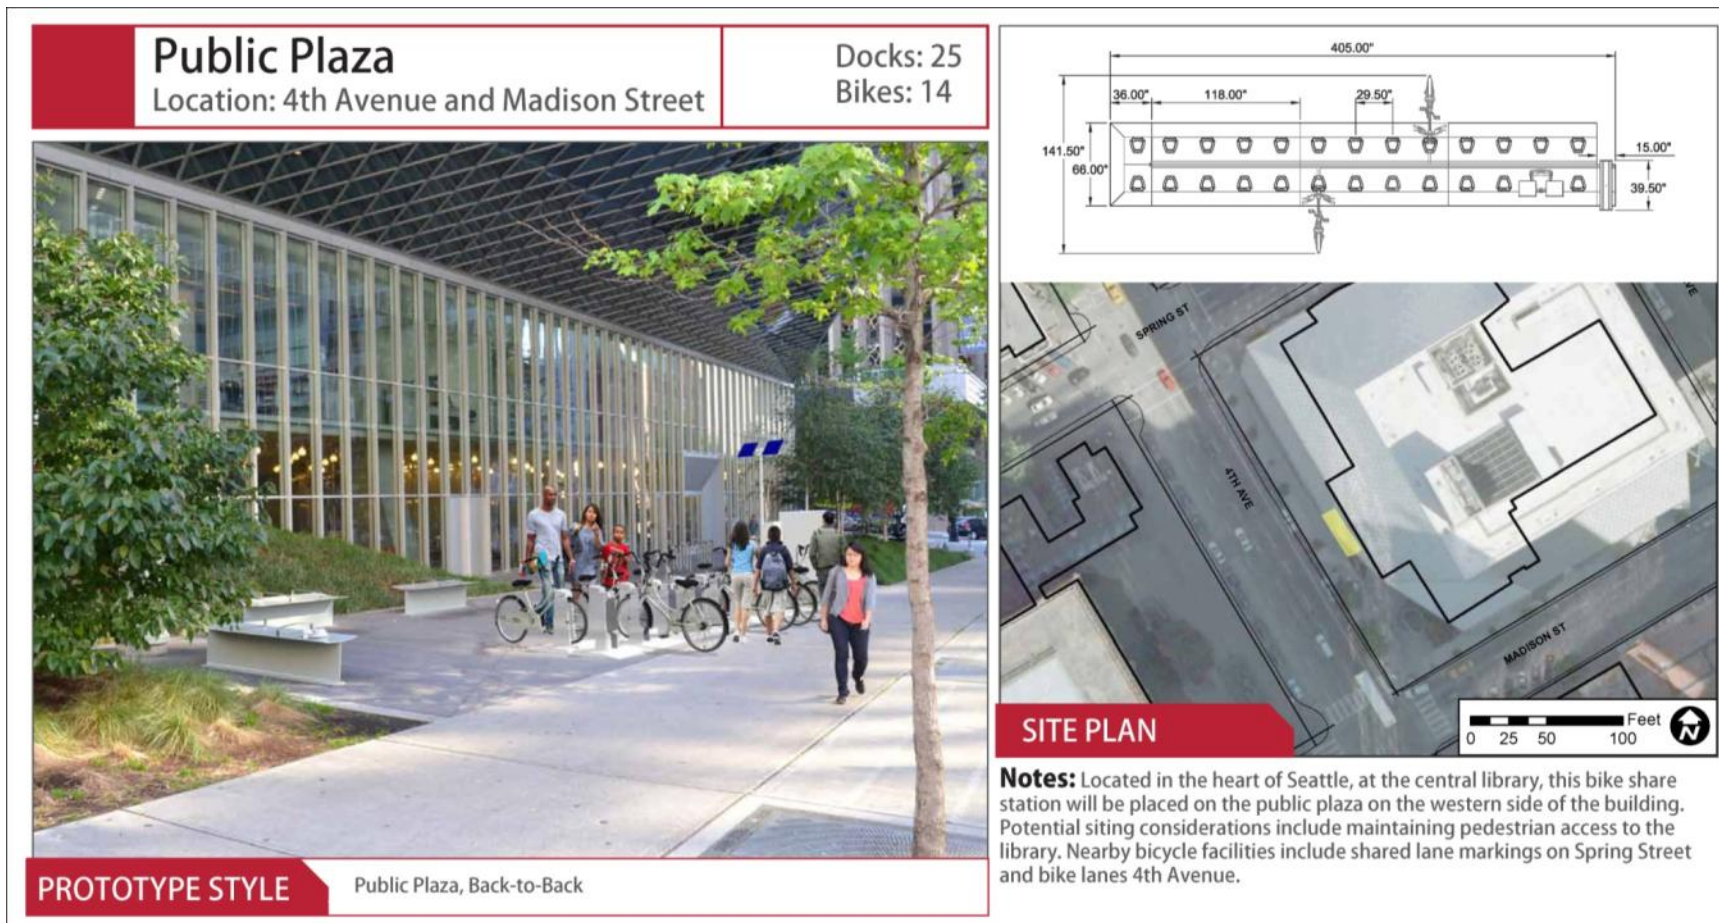 Public Plaza
Location: 4th Avenue and Madison Street
Docks: 25
Bikes: 14
405.00"
36.00"
118.00"
29.50"
141.50"
66.00"
15.00"
39.50"
SPRING ST
VE
4TH AVE
MADISON ST
SITE PLAN
Feet
0 25 50 100
N
Notes: Located in the heart of Seattle, at the central library, this bike share
station will be placed on the public plaza on the western side of the building.
Potential siting considerations include maintaining pedestrian access to the
library. Nearby bicycle facilities include shared lane markings on Spring Street
and bike lanes 4th Avenue.
PROTOTYPE STYLE
Public Plaza, Back-to-Back